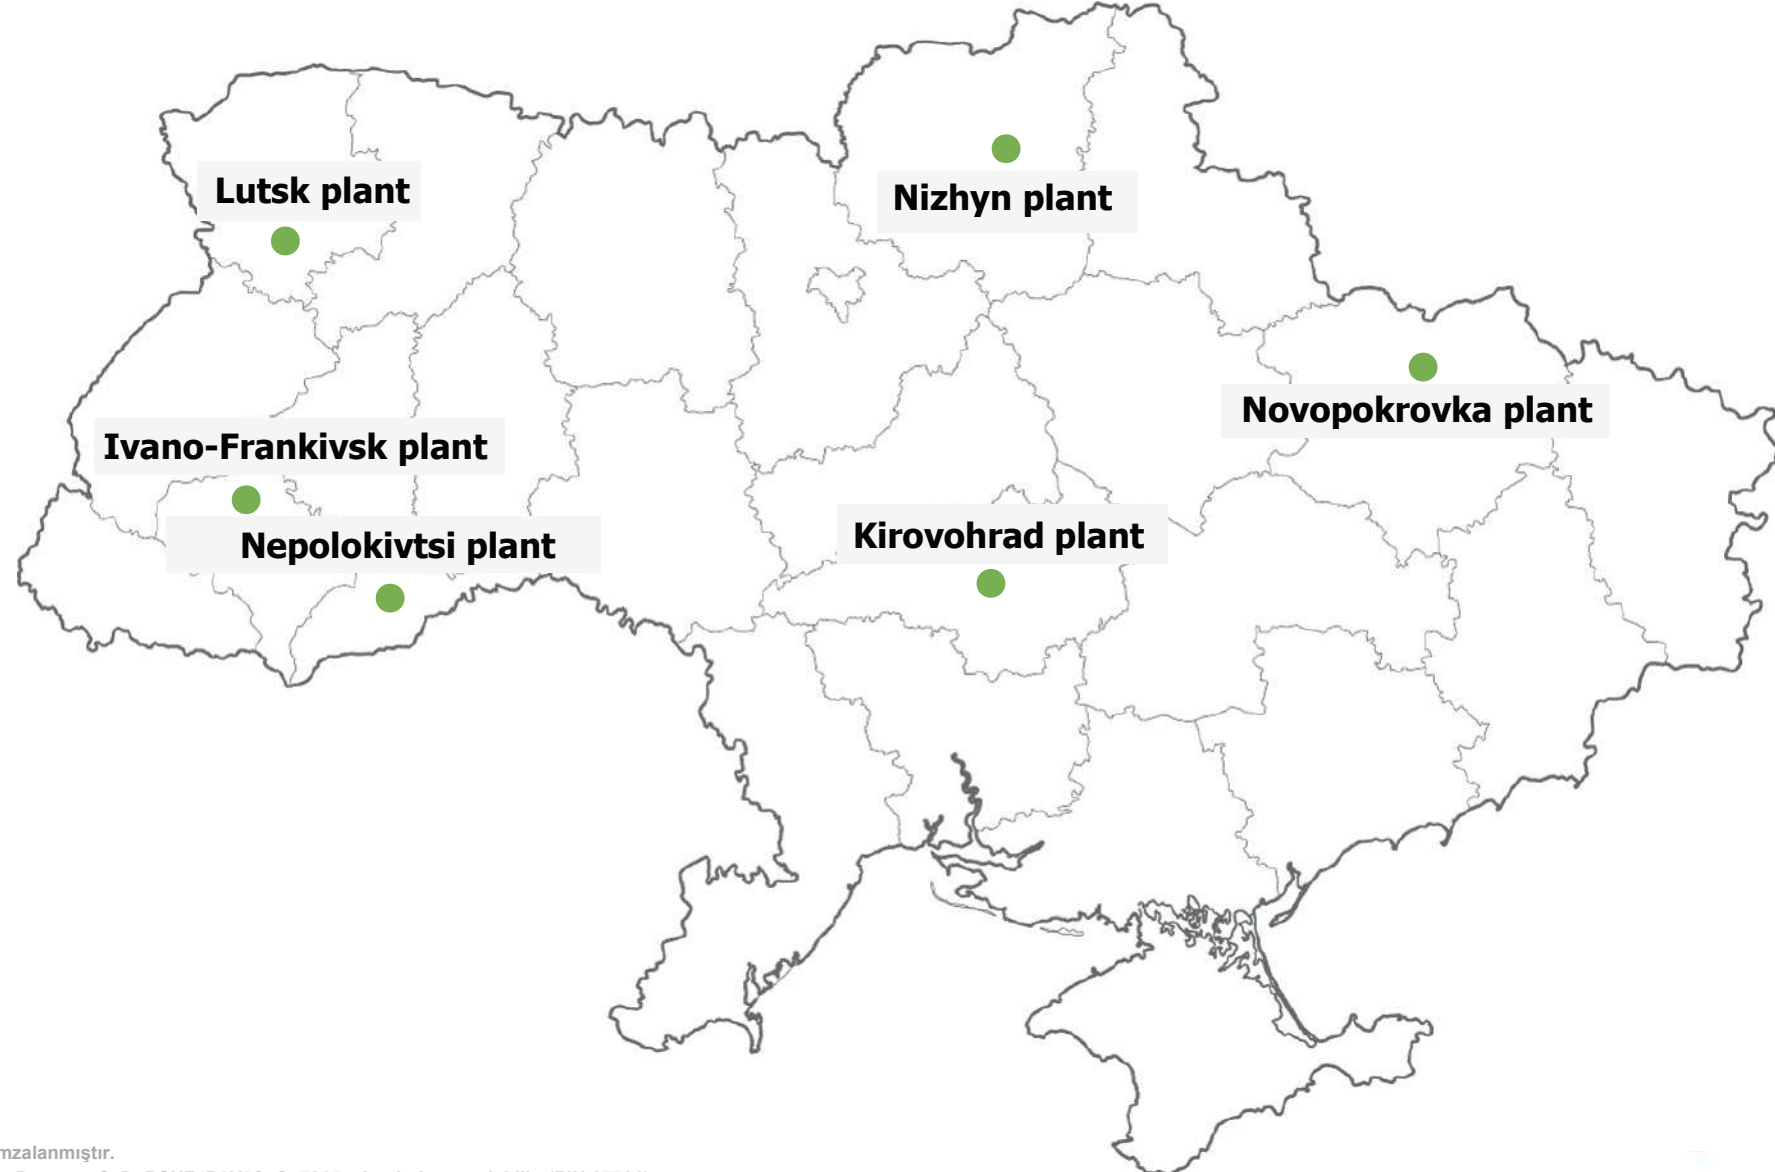 Lutsk plant
Nizhyn plant
Novopokrovka plant
Ivano-Frankivsk plant
Kirovohrad plant
Nepolokivtsi plant
mzalanmıştır.